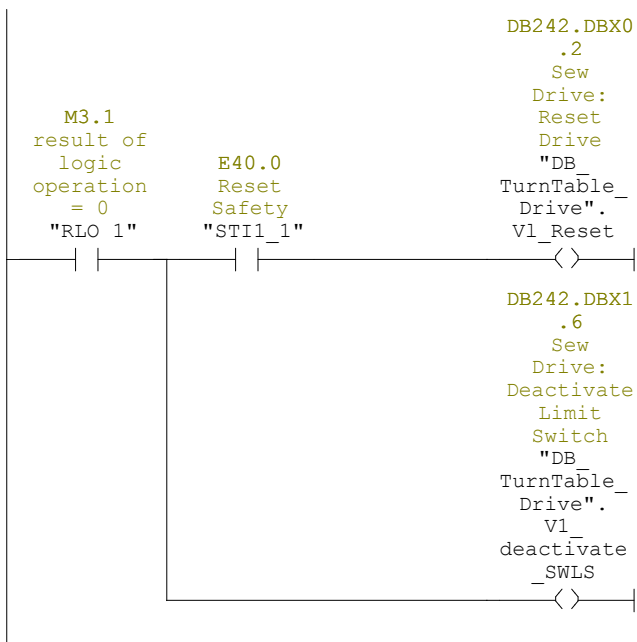 DB242.DBX0
.2
Sew
Drive:
Reset
Drive
"DB_
TurnTable_
Drive".
V1_Reset
M3.1
result of
logic
operation
= 0
"RLO 1"
E40.0
Reset
Safety
"STI1_1"
DB242.DBX1
.6
Sew
Drive:
Deactivate
Limit
Switch
"DB_
TurnTable_
Drive".
V1_
deactivate
_SWLS